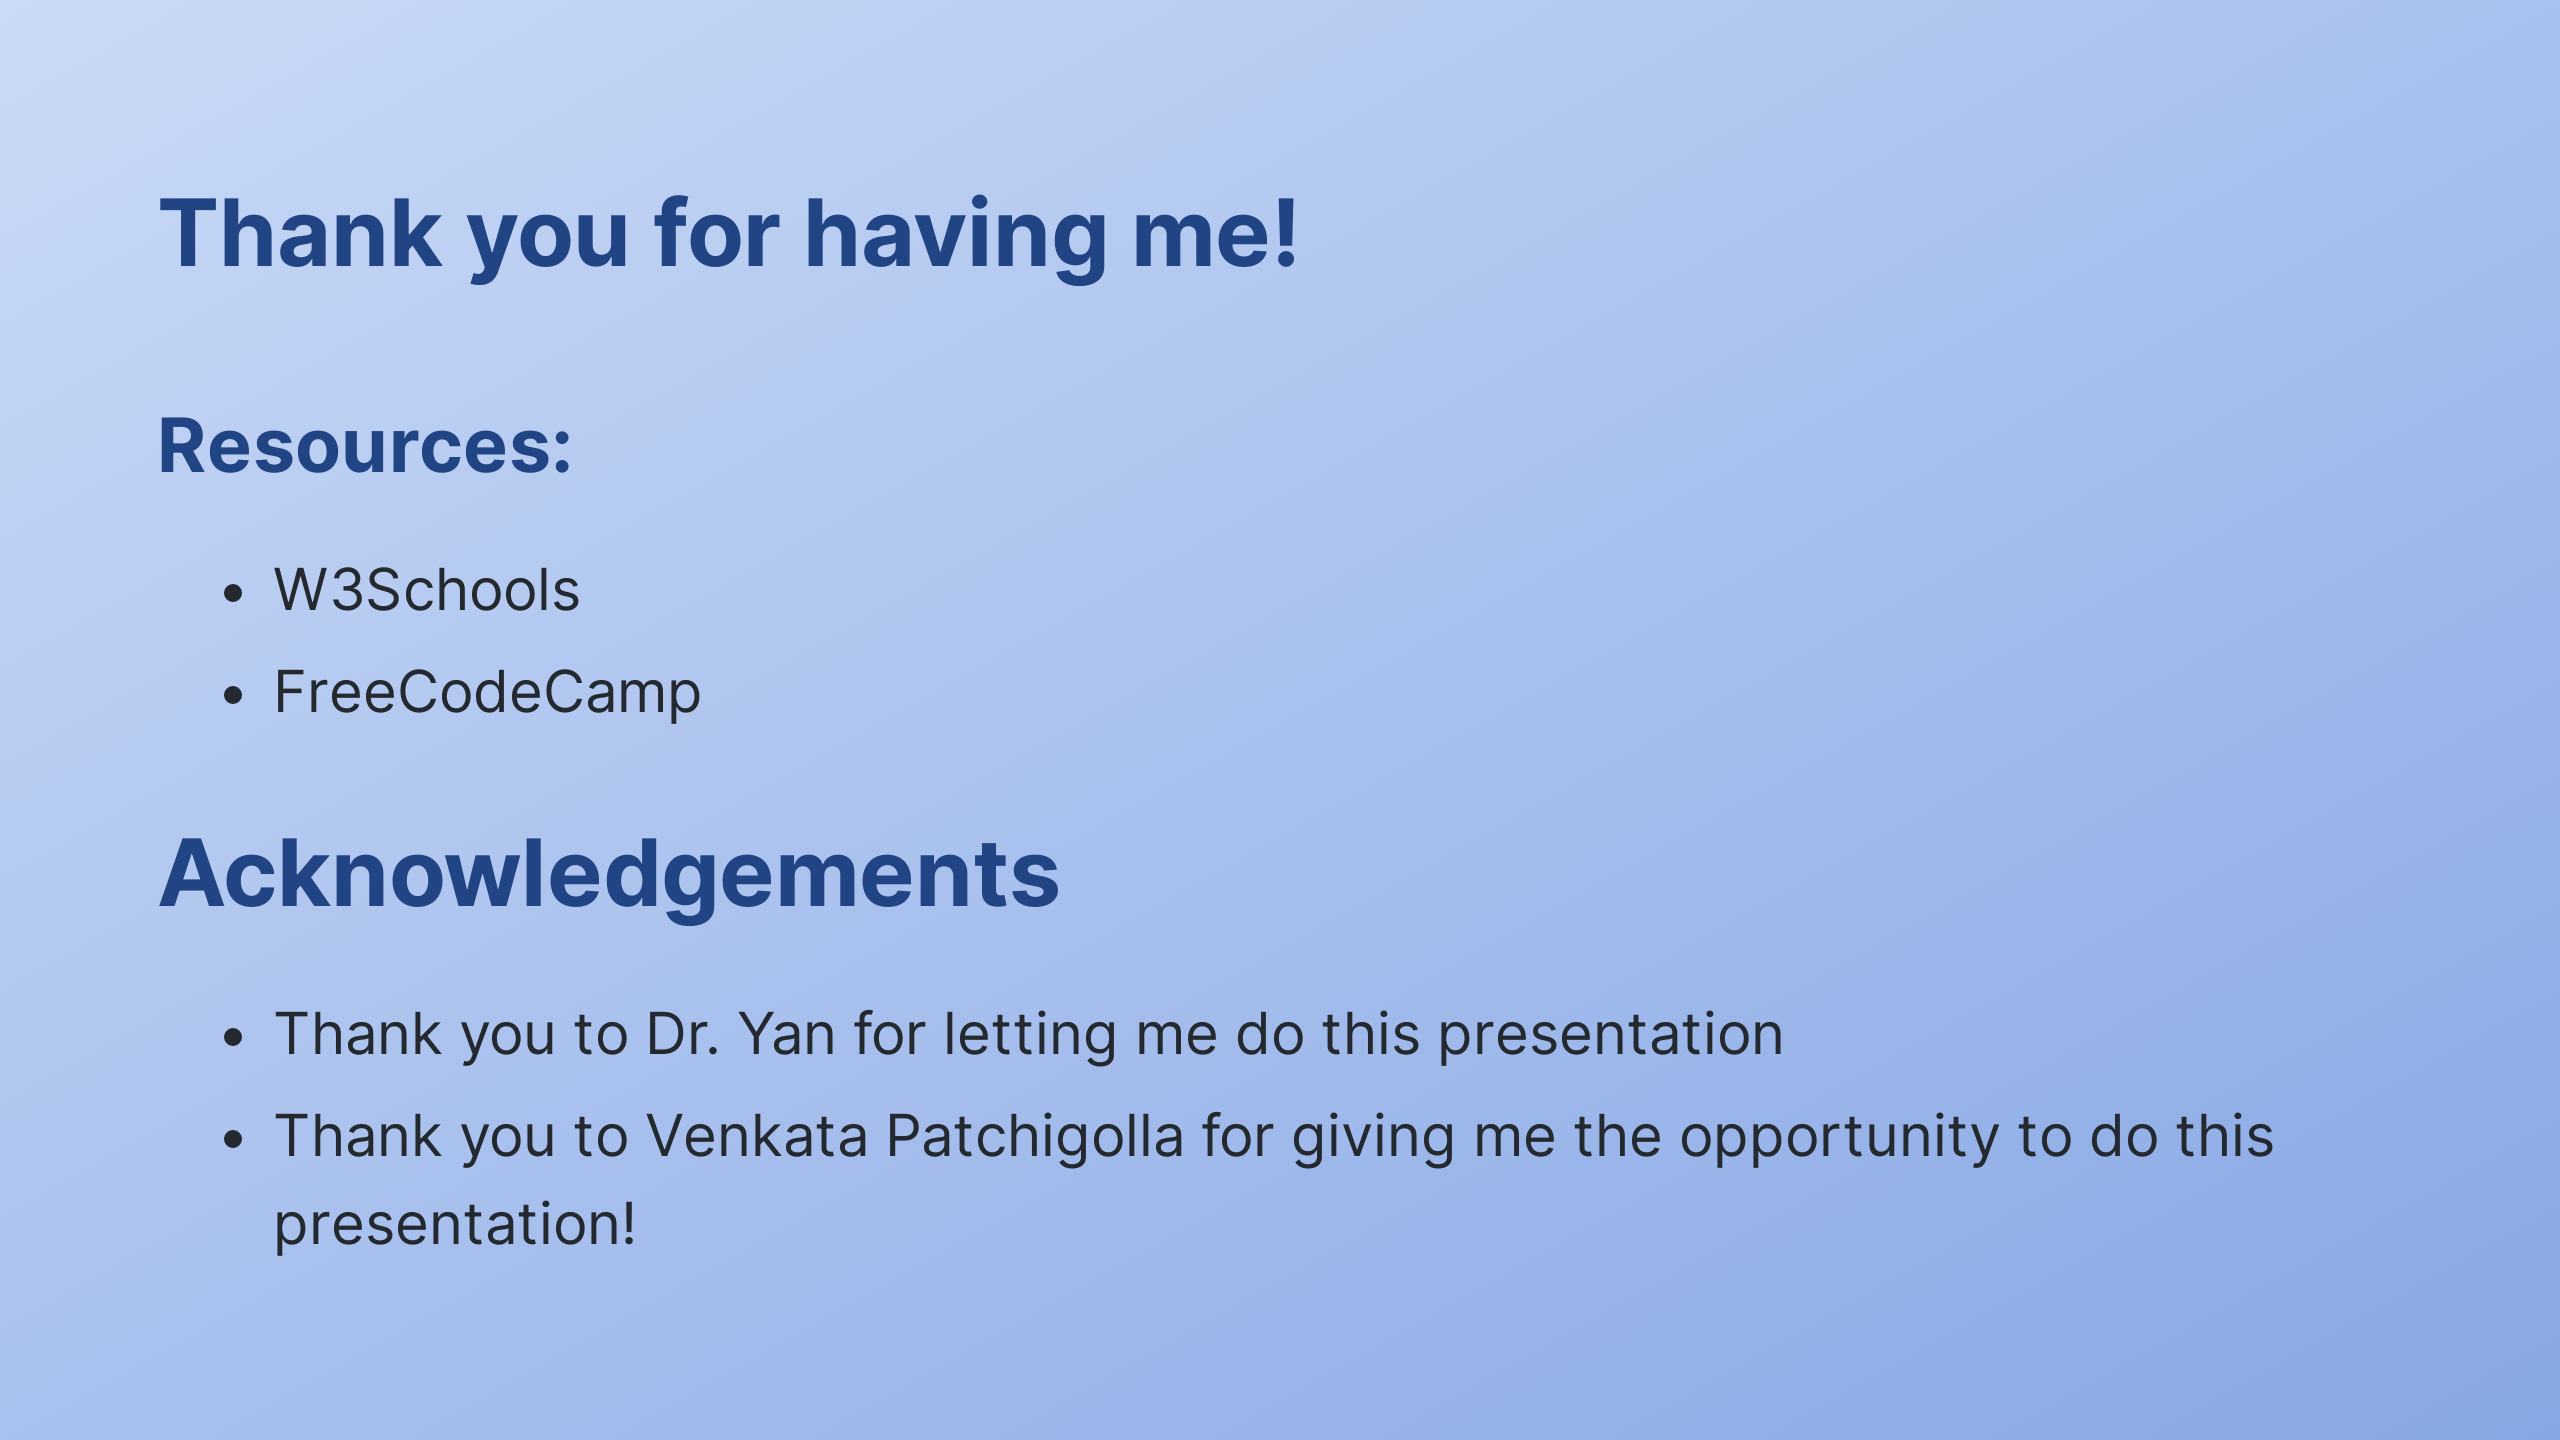 Thank you for having me!
Resources:
• W3Schools
• FreeCodeCamp
Acknowledgements
• Thank you to Dr. Yan for letting me do this presentation
• Thank you to Venkata Patchigolla for giving me the opportunity to do this
presentation!